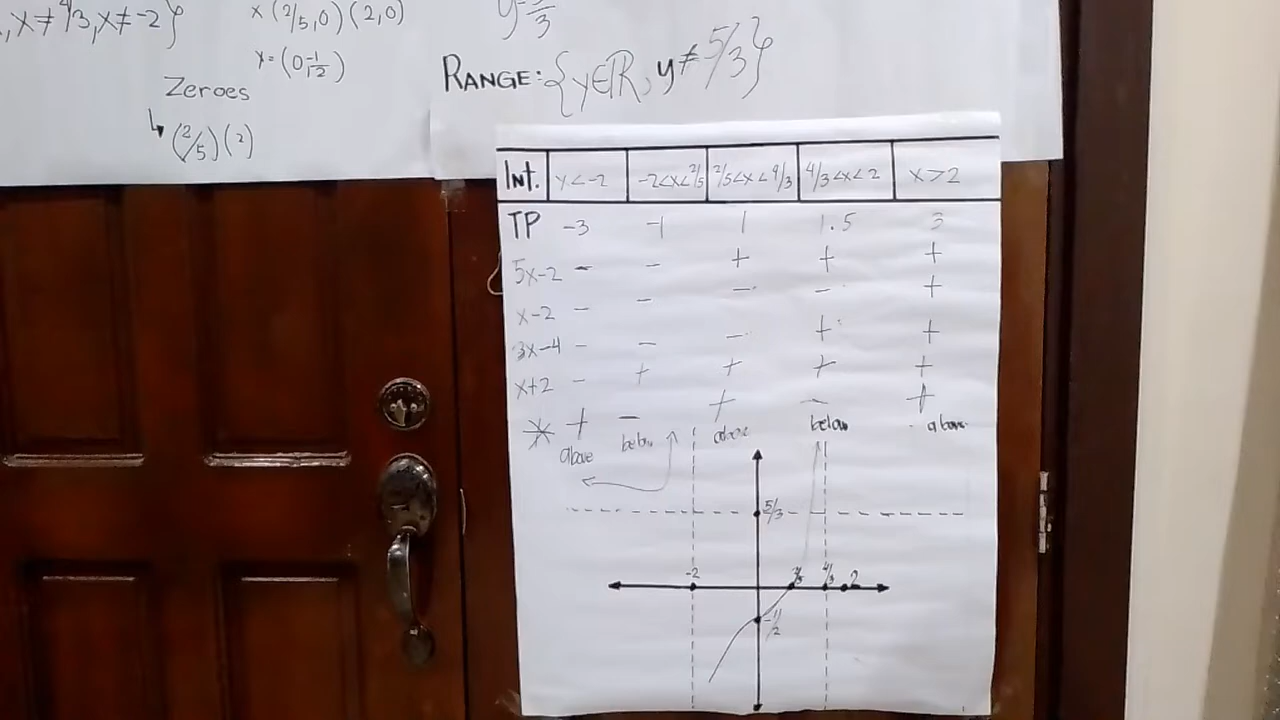 , x ≠ 4/3, x ≠ -2}
x (2/5, 0) (2, 0)
y = (0, -1/2)
Zeroes
(2/5) (2)
RANGE: {y ∈ ℝ, y ≠ 5/3}
INT. x < -2 -2 < x < 2/5 2/5 < x < 4/3 4/3 < x < 2 x > 2
TP -3 -1 1 1.5 3
5x-2 - - + + +
x-2 - - - - +
3x-4 - - - + +
x+2 - + + + +
* + - + - +
above below above below above
5/3
-2 2/5 4/3 2
-1/2